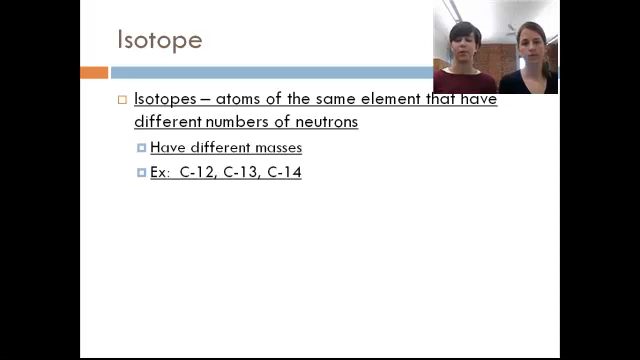 Isotope
Isotopes – atoms of the same element that have
different numbers of neutrons
Have different masses
Ex: C-12, C-13, C-14